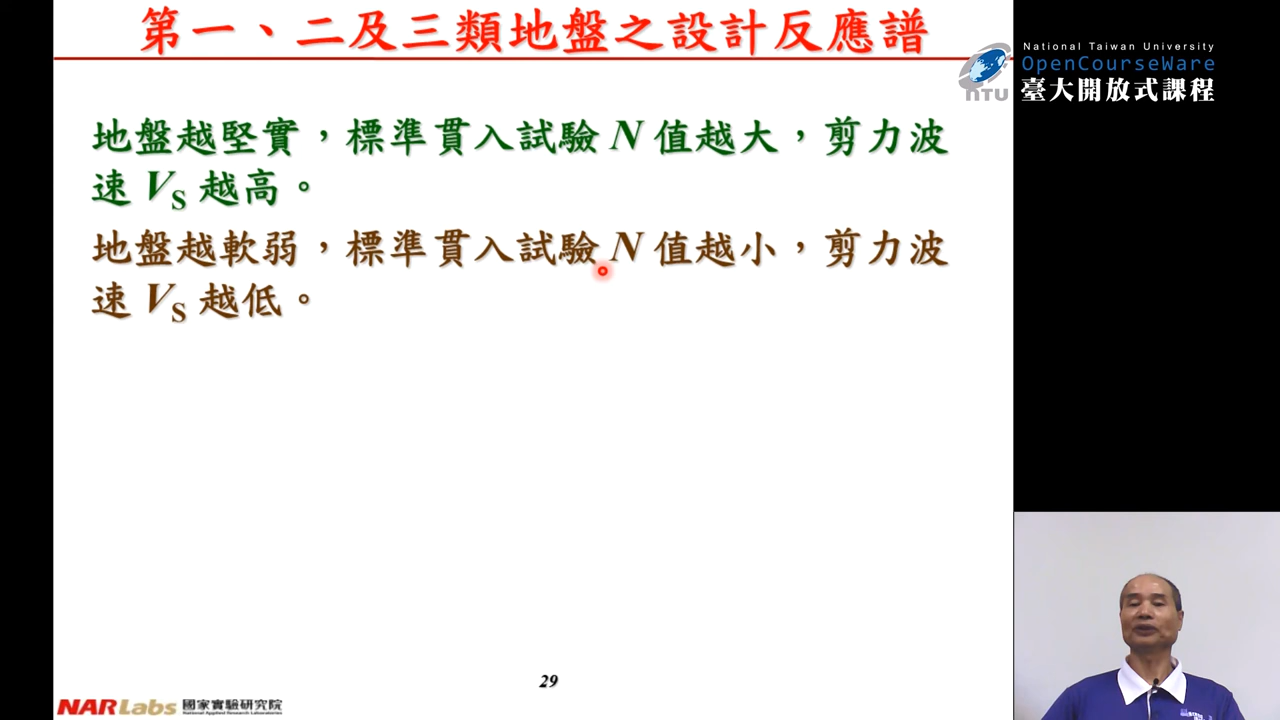 第一、二及三類地盤之設計反應譜
National Taiwan University
OpenCourseWare
臺大開放式課程
NTU
地盤越堅實，標準貫入試驗 N 值越大，剪力波
速 VS 越高。
地盤越軟弱，標準貫入試驗 N 值越小，剪力波
速 VS 越低。
29
NARLabs 國家實驗研究院
National Applied Research Laboratories